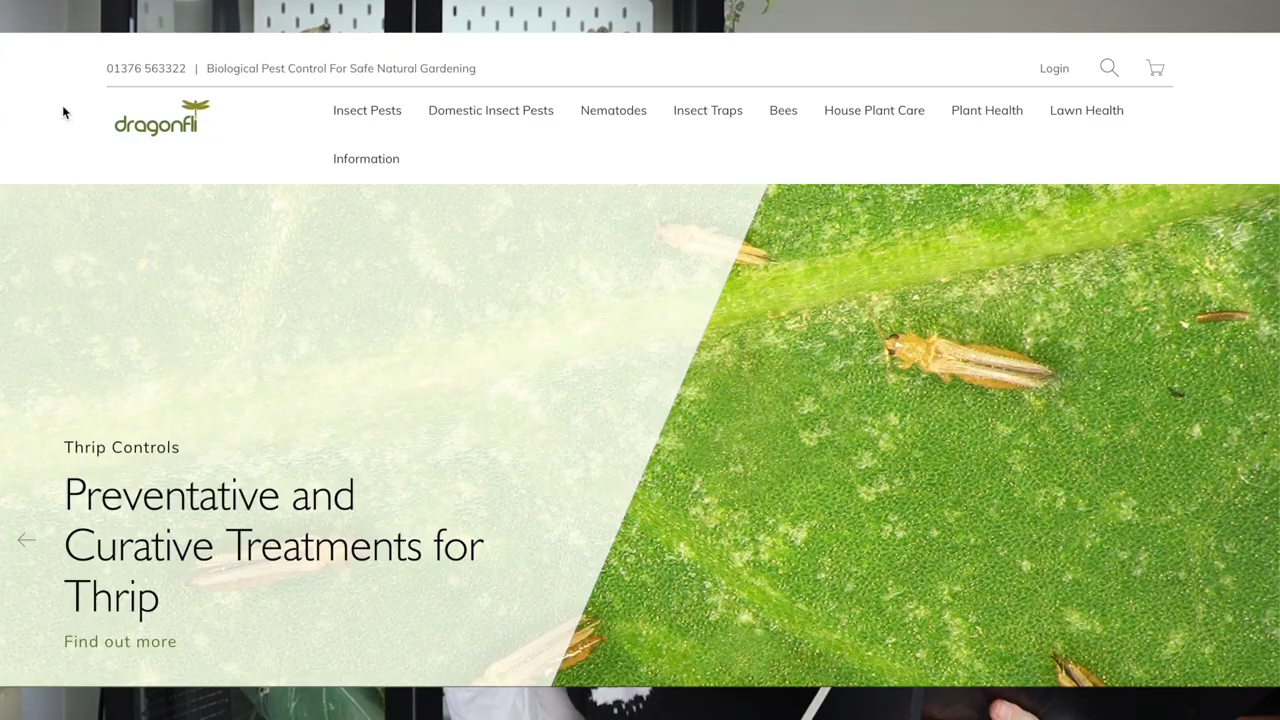 01376 563322 | Biological Pest Control For Safe Natural Gardening
Login
dragonfli
Insect Pests Domestic Insect Pests Nematodes Insect Traps Bees House Plant Care Plant Health Lawn Health
Information
Thrip Controls
Preventative and
Curative Treatments for
Thrip
Find out more